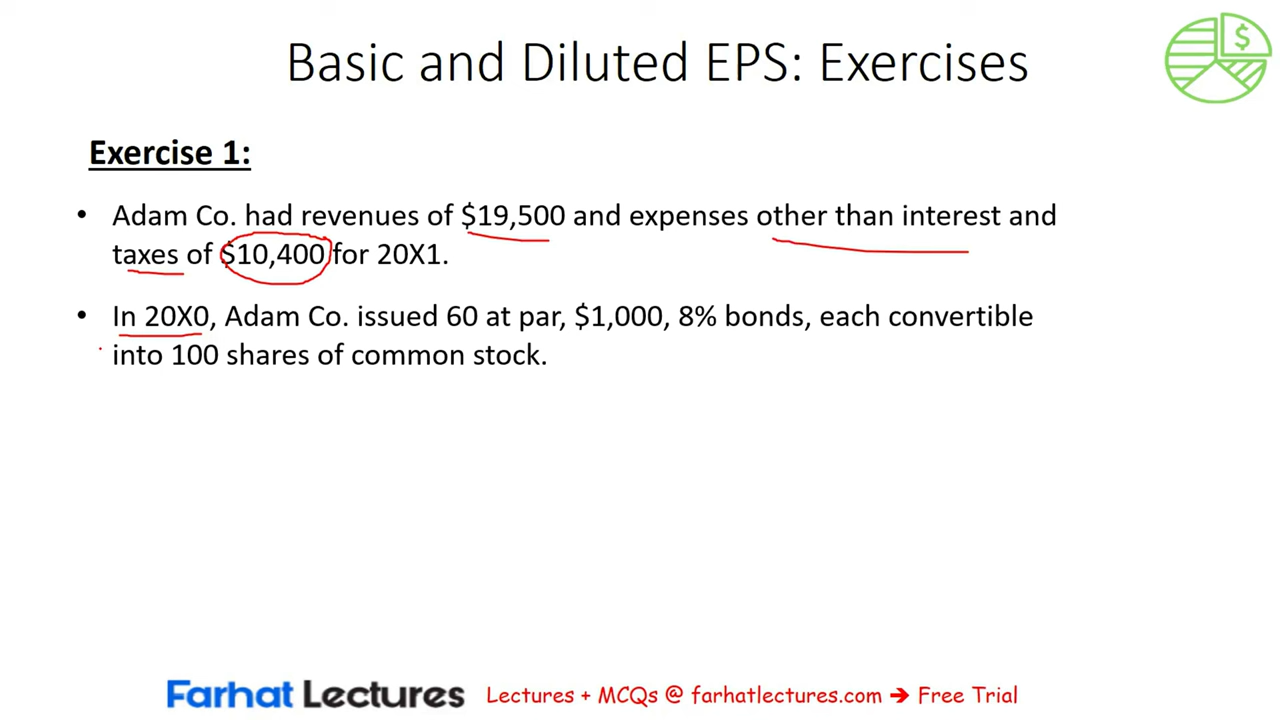 Basic and Diluted EPS: Exercises
$
Exercise 1:
• Adam Co. had revenues of $19,500 and expenses other than interest and
taxes of $10,400 for 20X1.
• In 20X0, Adam Co. issued 60 at par, $1,000, 8% bonds, each convertible
into 100 shares of common stock.
Farhat Lectures Lectures + MCQs @ farhatlectures.com ➔ Free Trial